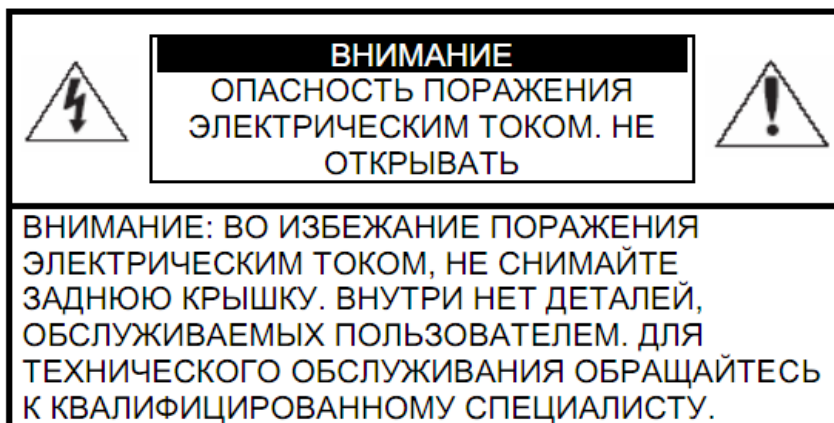 ВНИМАНИЕ
ОПАСНОСТЬ ПОРАЖЕНИЯ
ЭЛЕКТРИЧЕСКИМ ТОКОМ. НЕ
ОТКРЫВАТЬ
ВНИМАНИЕ: ВО ИЗБЕЖАНИЕ ПОРАЖЕНИЯ
ЭЛЕКТРИЧЕСКИМ ТОКОМ, НЕ СНИМАЙТЕ
ЗАДНЮЮ КРЫШКУ. ВНУТРИ НЕТ ДЕТАЛЕЙ,
ОБСЛУЖИВАЕМЫХ ПОЛЬЗОВАТЕЛЕМ. ДЛЯ
ТЕХНИЧЕСКОГО ОБСЛУЖИВАНИЯ ОБРАЩАЙТЕСЬ
К КВАЛИФИЦИРОВАННОМУ СПЕЦИАЛИСТУ.